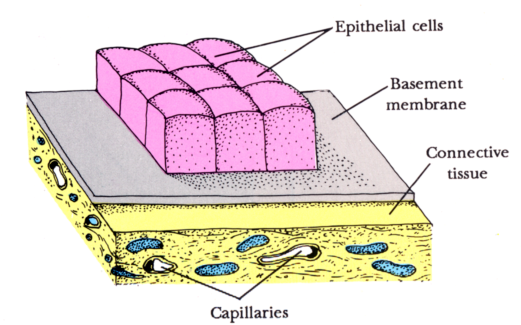 Epithelial cells
Basement
membrane
Connective
tissue
Capillaries